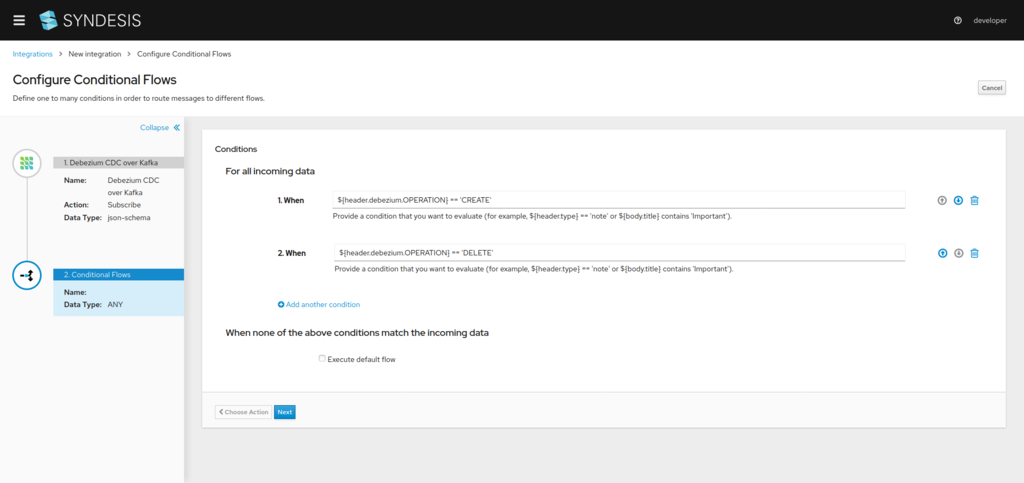 SYNDESIS
developer
Integrations > New integration > Configure Conditional Flows
Configure Conditional Flows
Define one to many conditions in order to route messages to different flows.
Cancel
Collapse
1. Debezium CDC over Kafka
Name: Debezium CDC
over Kafka
Action: Subscribe
Data Type: json-schema
2. Conditional Flows
Name:
Data Type: ANY
Conditions
For all incoming data
1. When ${header.debezium.OPERATION} == 'CREATE'
Provide a condition that you want to evaluate (for example, ${header.type} == 'note' or ${body.title} contains 'Important').
2. When ${header.debezium.OPERATION} == 'DELETE'
Provide a condition that you want to evaluate (for example, ${header.type} == 'note' or ${body.title} contains 'Important').
Add another condition
When none of the above conditions match the incoming data
Execute default flow
< Choose Action
Next